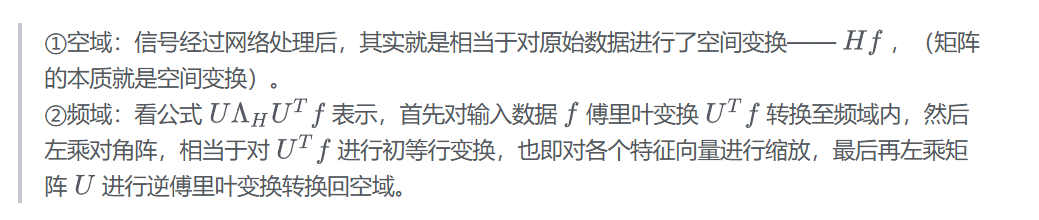 ①空域：信号经过网络处理后，其实就是相当于对原始数据进行了空间变换—— Hf ，（矩阵
的本质就是空间变换）。
②频域：看公式 UΛ_H U^T f 表示，首先对输入数据 f 傅里叶变换 U^T f 转换至频域内，然后
左乘对角阵，相当于对 U^T f 进行初等行变换，也即对各个特征向量进行缩放，最后再左乘矩
阵 U 进行逆傅里叶变换转换回空域。